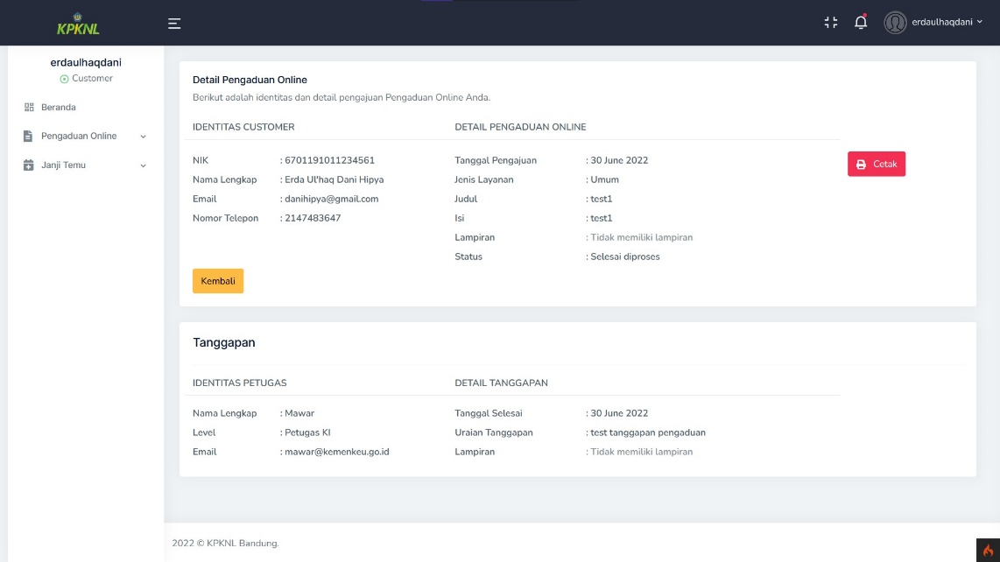 KPKNL
erdaulhaqdani
erdaulhaqdani
Customer
Beranda
Pengaduan Online
Janji Temu
Detail Pengaduan Online
Berikut adalah identitas dan detail pengajuan Pengaduan Online Anda.
IDENTITAS CUSTOMER
NIK : 6701191011234561
Nama Lengkap : Erda Ul'haq Dani Hipya
Email : danihipya@gmail.com
Nomor Telepon : 2147483647
DETAIL PENGADUAN ONLINE
Tanggal Pengajuan : 30 June 2022
Jenis Layanan : Umum
Judul : test1
Isi : test1
Lampiran : Tidak memiliki lampiran
Status : Selesai diproses
Cetak
Kembali
Tanggapan
IDENTITAS PETUGAS
Nama Lengkap : Mawar
Level : Petugas KI
Email : mawar@kemenkeu.go.id
DETAIL TANGGAPAN
Tanggal Selesai : 30 June 2022
Uraian Tanggapan : test tanggapan pengaduan
Lampiran : Tidak memiliki lampiran
2022 © KPKNL Bandung.